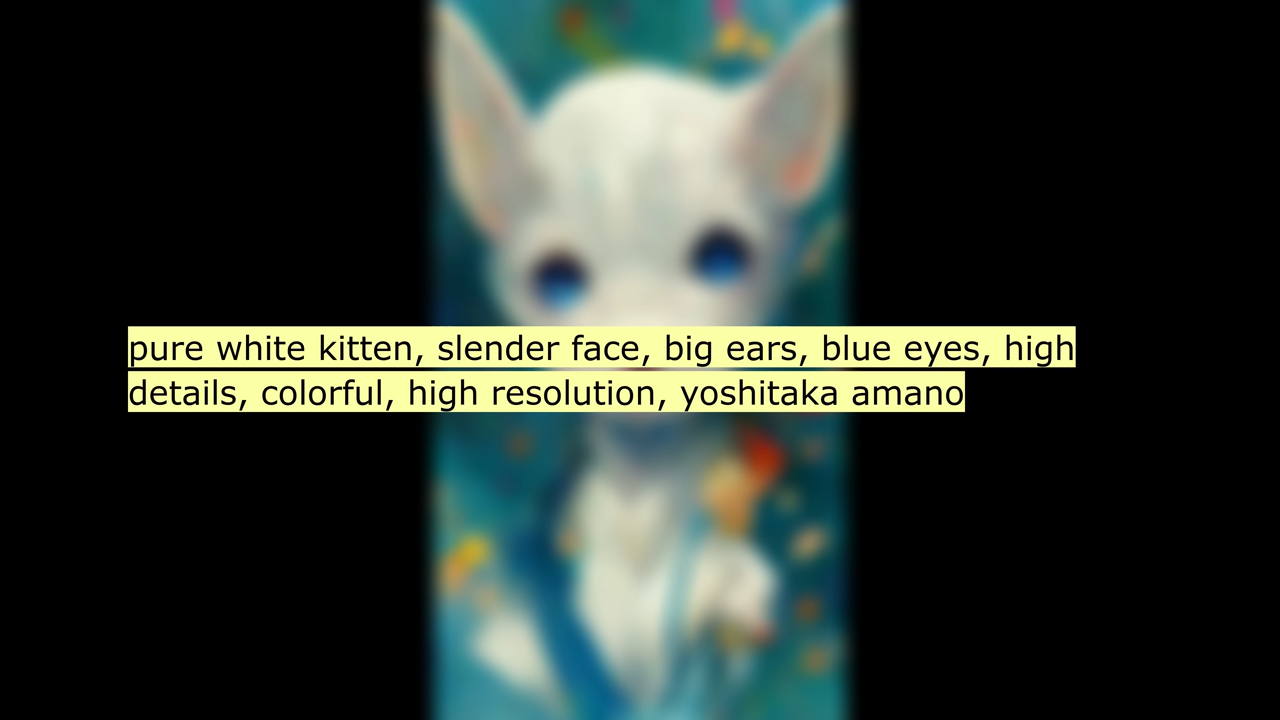 pure white kitten, slender face, big ears, blue eyes, high
details, colorful, high resolution, yoshitaka amano